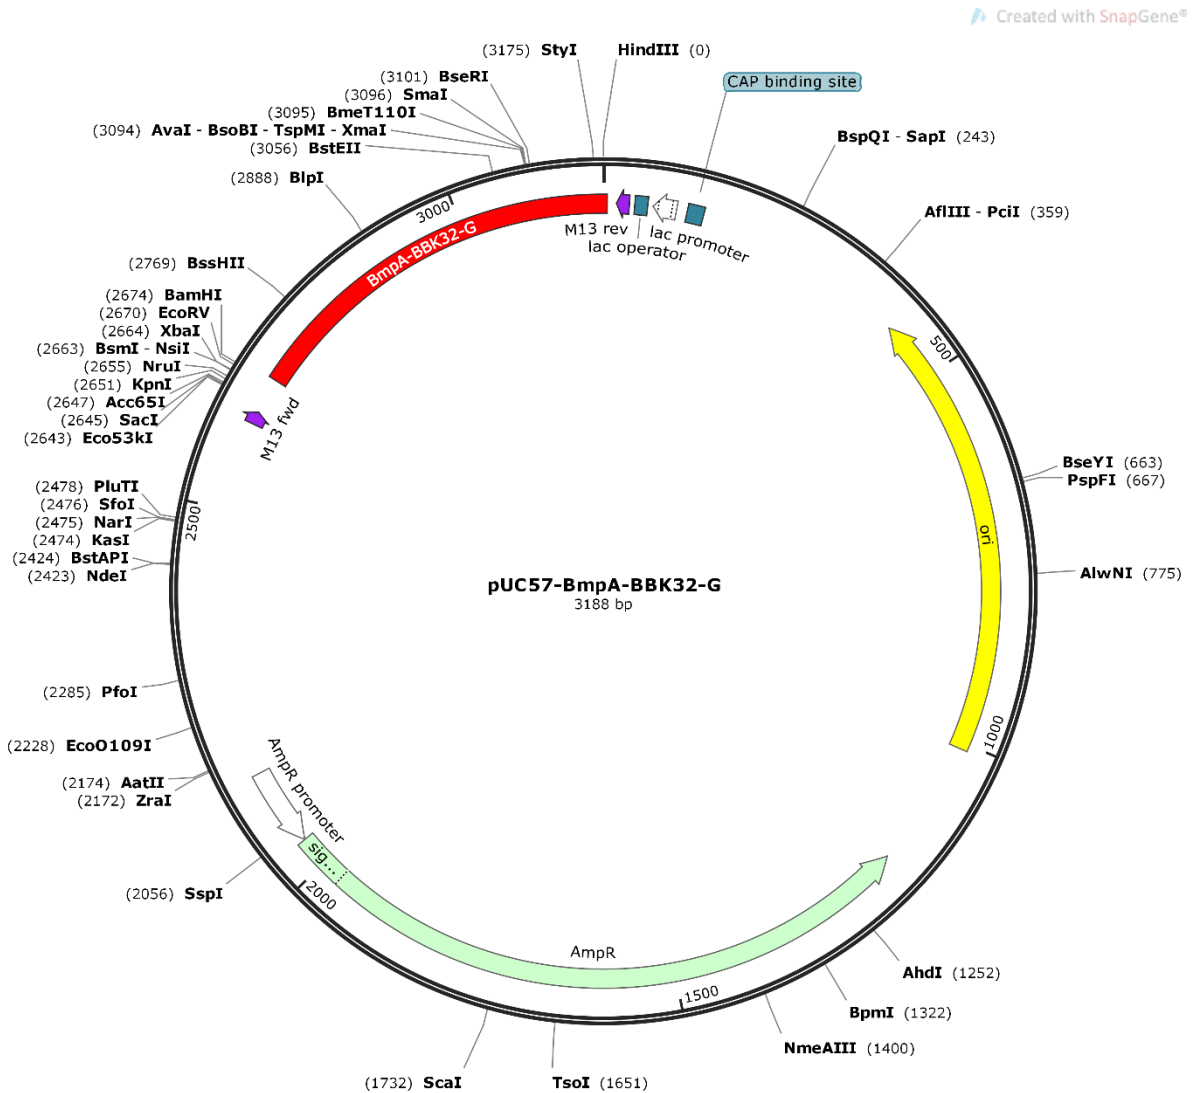 Created with SnapGene®
(3175) StyI
HindIII (0)
(3101) BseRI
(3096) SmaI
(3095) BmeT110I
(3094) AvaI - BsoBI - TspMI - XmaI
(3056) BstEII
(2888) BlpI
CAP binding site
BspQI - SapI (243)
AflIII - PciI (359)
3000
BmpA-BBK32-G
M13 rev
lac operator
lac promoter
(2769) BssHII
(2674) BamHI
(2670) EcoRV
(2664) XbaI
(2663) BsmI - NsiI
(2655) NruI
(2651) KpnI
(2647) Acc65I
(2645) SacI
(2643) Eco53kI
M13 fwd
500
BseYI (663)
PspFI (667)
(2478) PluTI
(2476) SfoI
(2475) NarI
(2474) KasI
(2424) BstAPI
(2423) NdeI
2500
ori
AlwNI (775)
pUC57-BmpA-BBK32-G
3188 bp
(2285) PfoI
(2228) EcoO109I
(2174) AatII
(2172) ZraI
1000
AmpR promoter
sig...
(2056) SspI
2000
AmpR
1500
AhdI (1252)
BpmI (1322)
NmeAIII (1400)
(1732) ScaI
TsoI (1651)